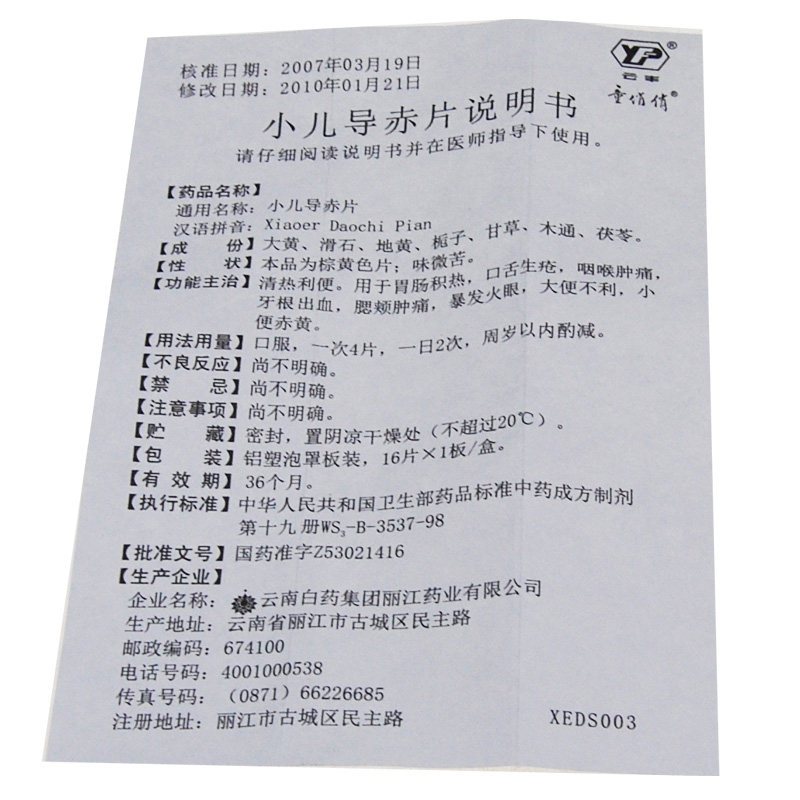 核准日期：2007年03月19日
修改日期：2010年01月21日
YP®
云丰
童俏俏®
小儿导赤片说明书
请仔细阅读说明书并在医师指导下使用。
【药品名称】
通用名称：小儿导赤片
汉语拼音：Xiaoer Daochi Pian
【成　份】大黄、滑石、地黄、栀子、甘草、木通、茯苓。
【性　状】本品为棕黄色片；味微苦。
【功能主治】清热利便。用于胃肠积热，口舌生疮，咽喉肿痛，
牙根出血，腮颊肿痛，暴发火眼，大便不利，小
便赤黄。
【用法用量】口服，一次4片，一日2次，周岁以内酌减。
【不良反应】尚不明确。
【禁　忌】尚不明确。
【注意事项】尚不明确。
【贮　藏】密封，置阴凉干燥处（不超过20℃）。
【包　装】铝塑泡罩板装，16片×1板/盒。
【有 效 期】36个月。
【执行标准】中华人民共和国卫生部药品标准中药成方制剂
第十九册WS3-B-3537-98
【批准文号】国药准字Z53021416
【生产企业】
企业名称：云南白药集团丽江药业有限公司
生产地址：云南省丽江市古城区民主路
邮政编码：674100
电话号码：4001000538
传真号码：（0871）66226685
注册地址：丽江市古城区民主路
XEDS003